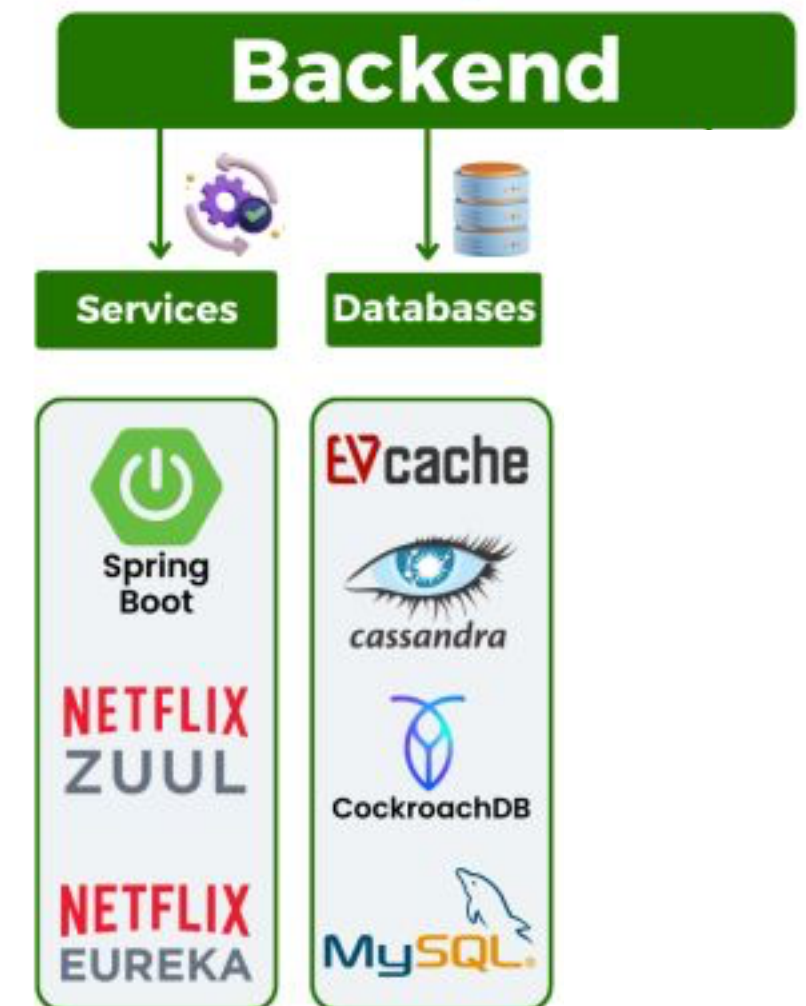 Backend
Services
Databases
Spring
Boot
NETFLIX
ZUUL
NETFLIX
EUREKA
EVcache
cassandra
CockroachDB
MySQL